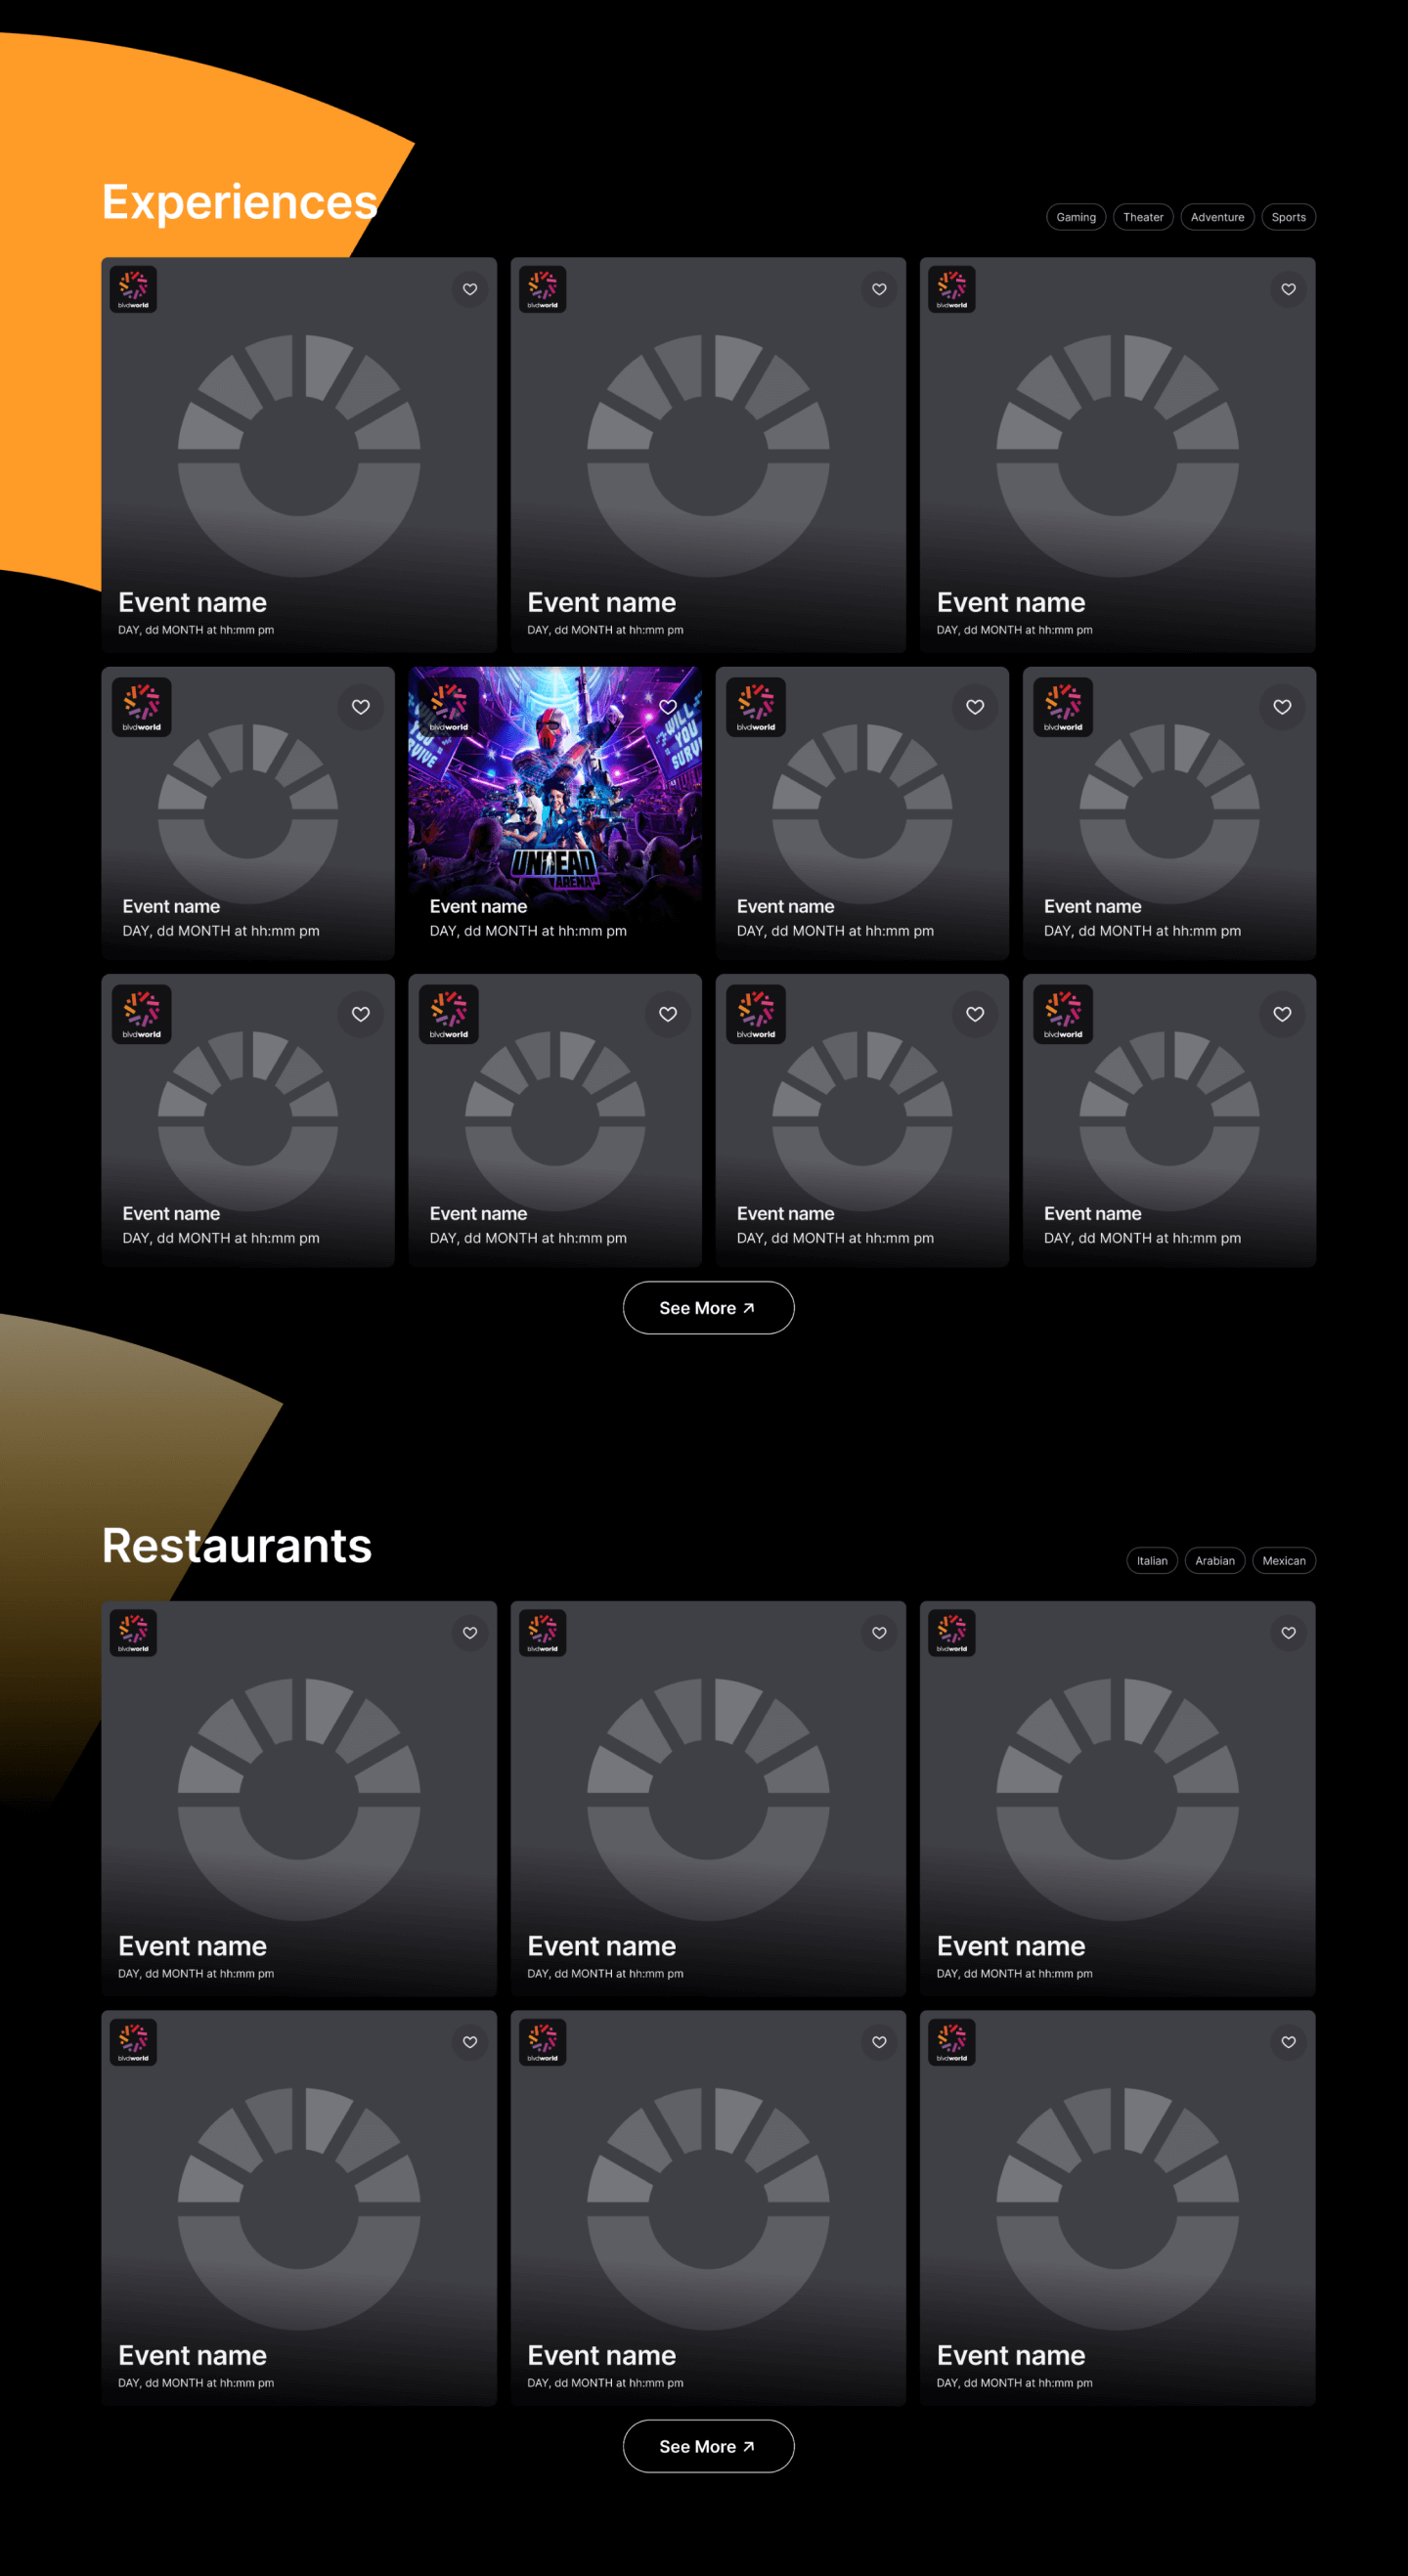 Experiences
Gaming Theater Adventure Sports
blvdworld
blvdworld
blvdworld
Event name
DAY, dd MONTH at hh:mm pm
Event name
DAY, dd MONTH at hh:mm pm
Event name
DAY, dd MONTH at hh:mm pm
blvdworld
blvdworld
WILL YOU SURV
YOU
VIVE
UNDEAD
ARENA
blvdworld
blvdworld
Event name
DAY, dd MONTH at hh:mm pm
Event name
DAY, dd MONTH at hh:mm pm
Event name
DAY, dd MONTH at hh:mm pm
Event name
DAY, dd MONTH at hh:mm pm
blvdworld
blvdworld
blvdworld
blvdworld
Event name
DAY, dd MONTH at hh:mm pm
Event name
DAY, dd MONTH at hh:mm pm
Event name
DAY, dd MONTH at hh:mm pm
Event name
DAY, dd MONTH at hh:mm pm
See More
Restaurants
Italian Arabian Mexican
blvdworld
blvdworld
blvdworld
Event name
DAY, dd MONTH at hh:mm pm
Event name
DAY, dd MONTH at hh:mm pm
Event name
DAY, dd MONTH at hh:mm pm
blvdworld
blvdworld
blvdworld
Event name
DAY, dd MONTH at hh:mm pm
Event name
DAY, dd MONTH at hh:mm pm
Event name
DAY, dd MONTH at hh:mm pm
See More